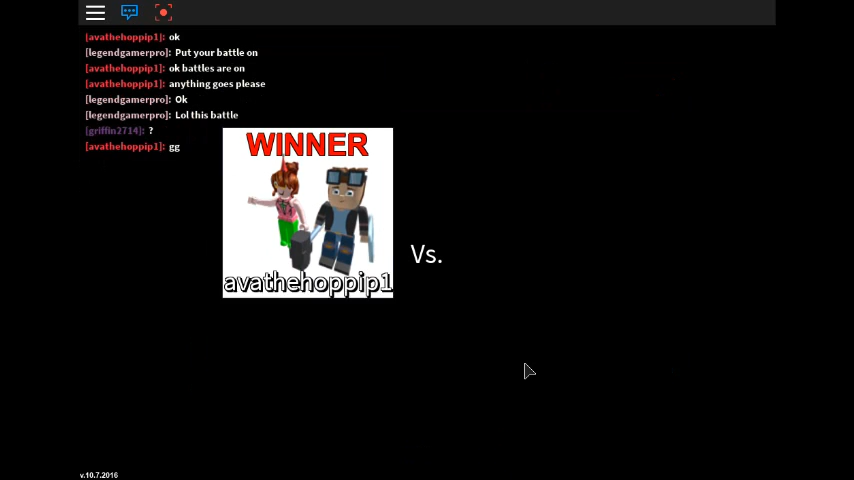 [avathehoppip1]: ok
[legendgamerpro]: Put your battle on
[avathehoppip1]: ok battles are on
[avathehoppip1]: anything goes please
[legendgamerpro]: Ok
[legendgamerpro]: Lol this battle
[griffin2714]: ?
[avathehoppip1]: gg
WINNER
avathehoppip1
Vs.
v.10.7.2016